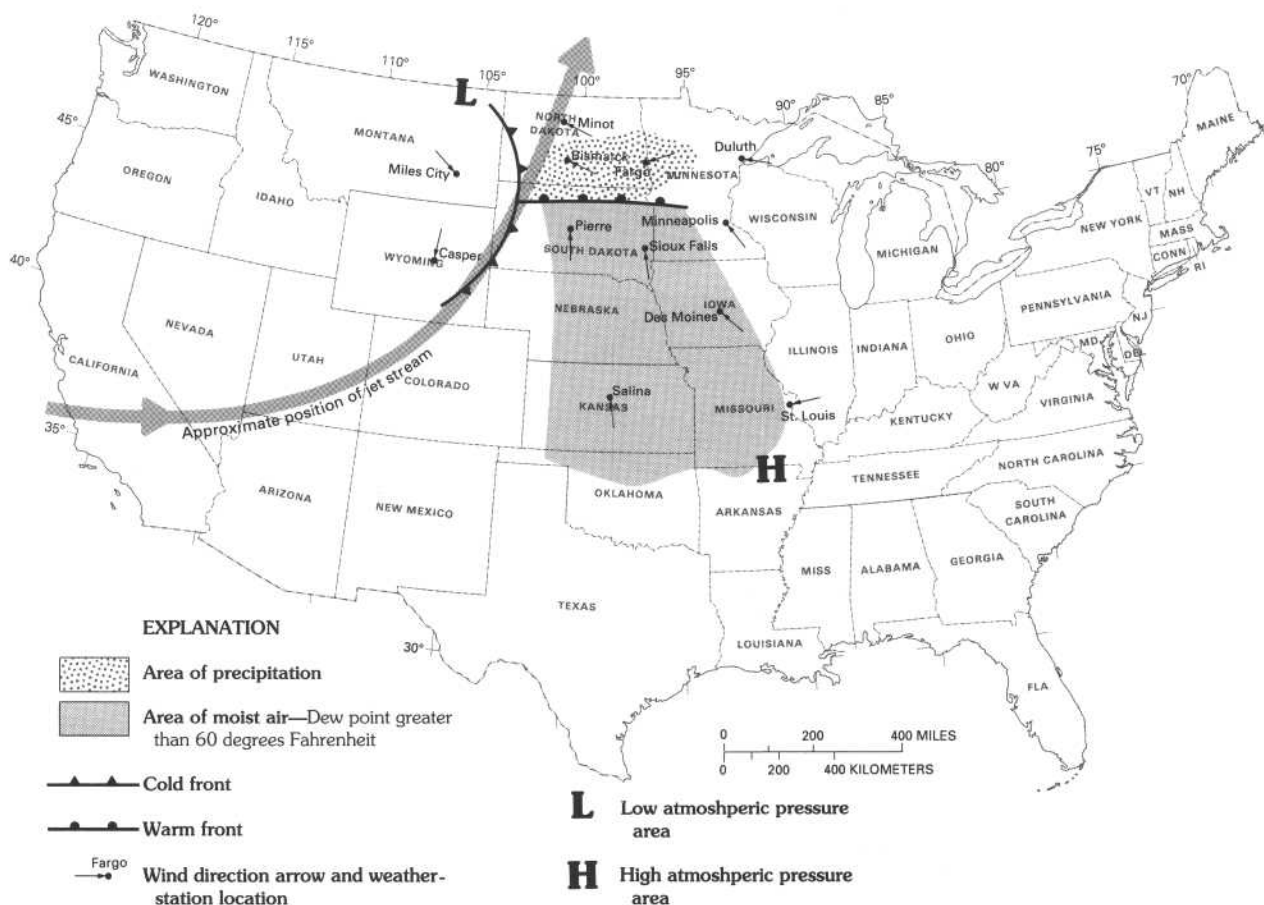 120°
115°
110°
105°
100°
95°
90°
85°
80°
75°
70°
45°
40°
35°
30°
WASHINGTON
OREGON
CALIFORNIA
IDAHO
NEVADA
MONTANA
WYOMING
UTAH
COLORADO
ARIZONA
NEW MEXICO
NORTH
DAKOTA
SOUTH DAKOTA
NEBRASKA
KANSAS
OKLAHOMA
TEXAS
MINNESOTA
IOWA
MISSOURI
ARKANSAS
LOUISIANA
WISCONSIN
ILLINOIS
MICHIGAN
INDIANA
OHIO
KENTUCKY
TENNESSEE
MISS
ALABAMA
GEORGIA
FLA
SOUTH
CAROLINA
NORTH CAROLINA
VIRGINIA
W VA
MD
DE
NJ
PENNSYLVANIA
NEW YORK
CONN
RI
MASS
VT
NH
MAINE
L
H
Minot
Bismarck
Fargo
Duluth
Miles City
Casper
Pierre
Sioux Falls
Minneapolis
Des Moines
Salina
St. Louis
Approximate position of jet stream
EXPLANATION
Area of precipitation
Area of moist air—Dew point greater
than 60 degrees Fahrenheit
Cold front
Warm front
Fargo
Wind direction arrow and weather-
station location
0 200 400 MILES
0 200 400 KILOMETERS
L Low atmoshperic pressure
area
H High atmoshperic pressure
area